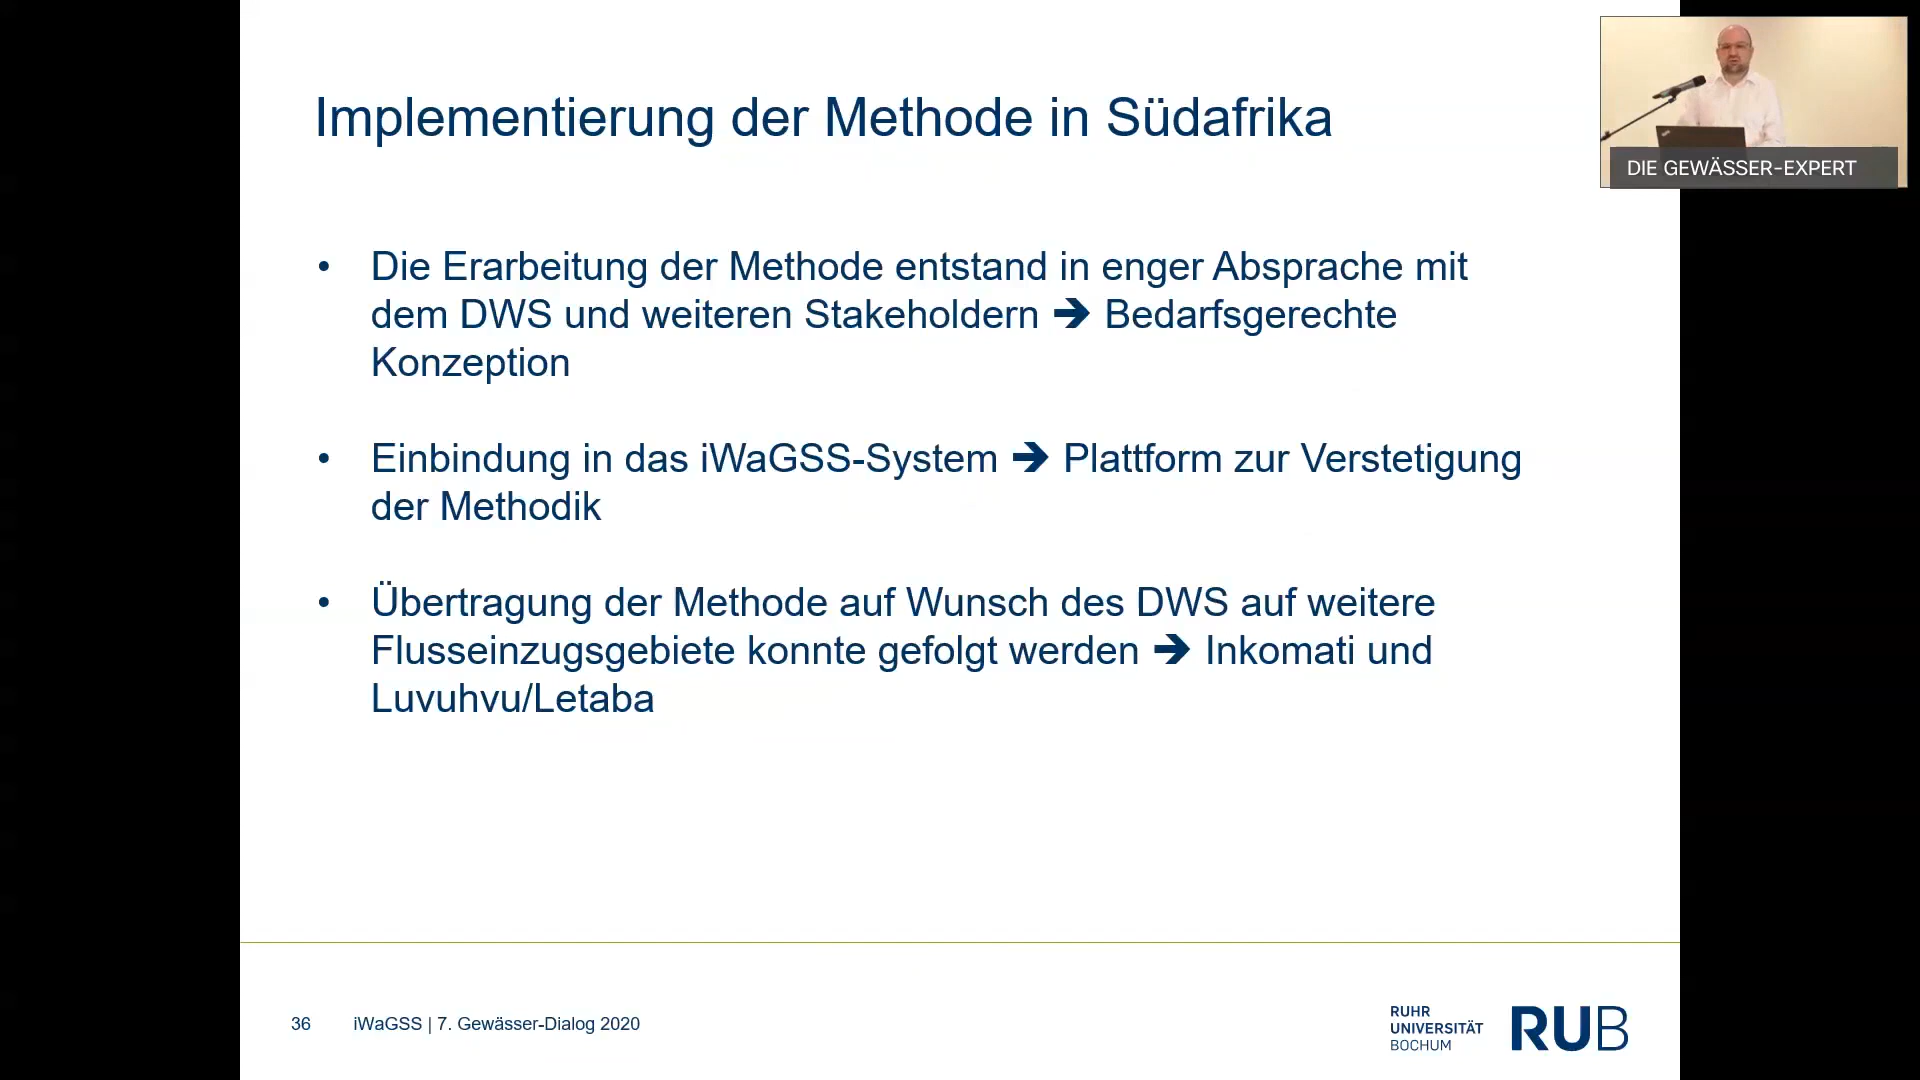 Implementierung der Methode in Südafrika
DIE GEWÄSSER-EXPERT
• Die Erarbeitung der Methode entstand in enger Absprache mit
dem DWS und weiteren Stakeholdern ➔ Bedarfsgerechte
Konzeption
• Einbindung in das iWaGSS-System ➔ Plattform zur Verstetigung
der Methodik
• Übertragung der Methode auf Wunsch des DWS auf weitere
Flusseinzugsgebiete konnte gefolgt werden ➔ Inkomati und
Luvuhvu/Letaba
36 iWaGSS | 7. Gewässer-Dialog 2020
RUHR
UNIVERSITÄT
BOCHUM
RUB